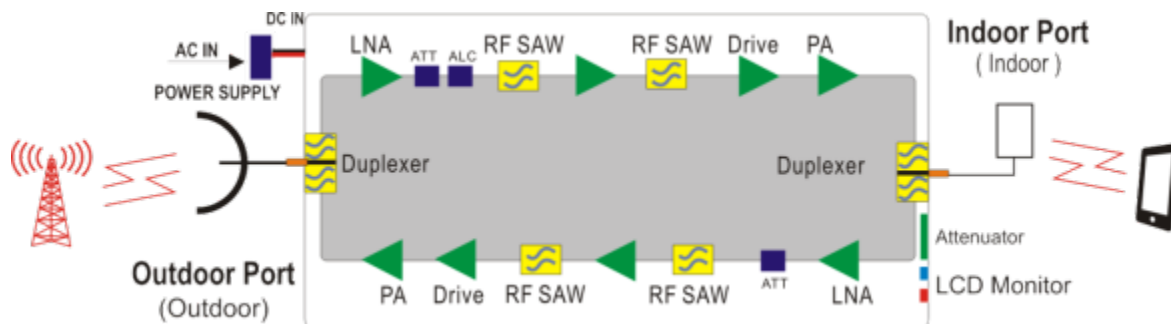 DC IN
AC IN
POWER SUPPLY
LNA
ATT
ALC
RF SAW
RF SAW
Drive
PA
Indoor Port
( Indoor )
Duplexer
Duplexer
Outdoor Port
(Outdoor)
PA
Drive
RF SAW
RF SAW
ATT
LNA
Attenuator
LCD Monitor